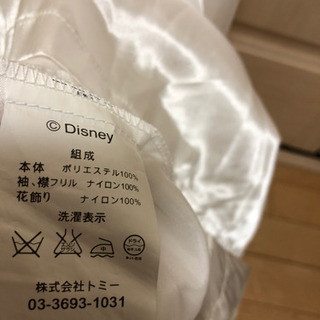 © Disney
組成
本体 ポリエステル100%
袖、襟フリル ナイロン100%
花飾り ナイロン100%
洗濯表示
株式会社トミー
03-3693-1031